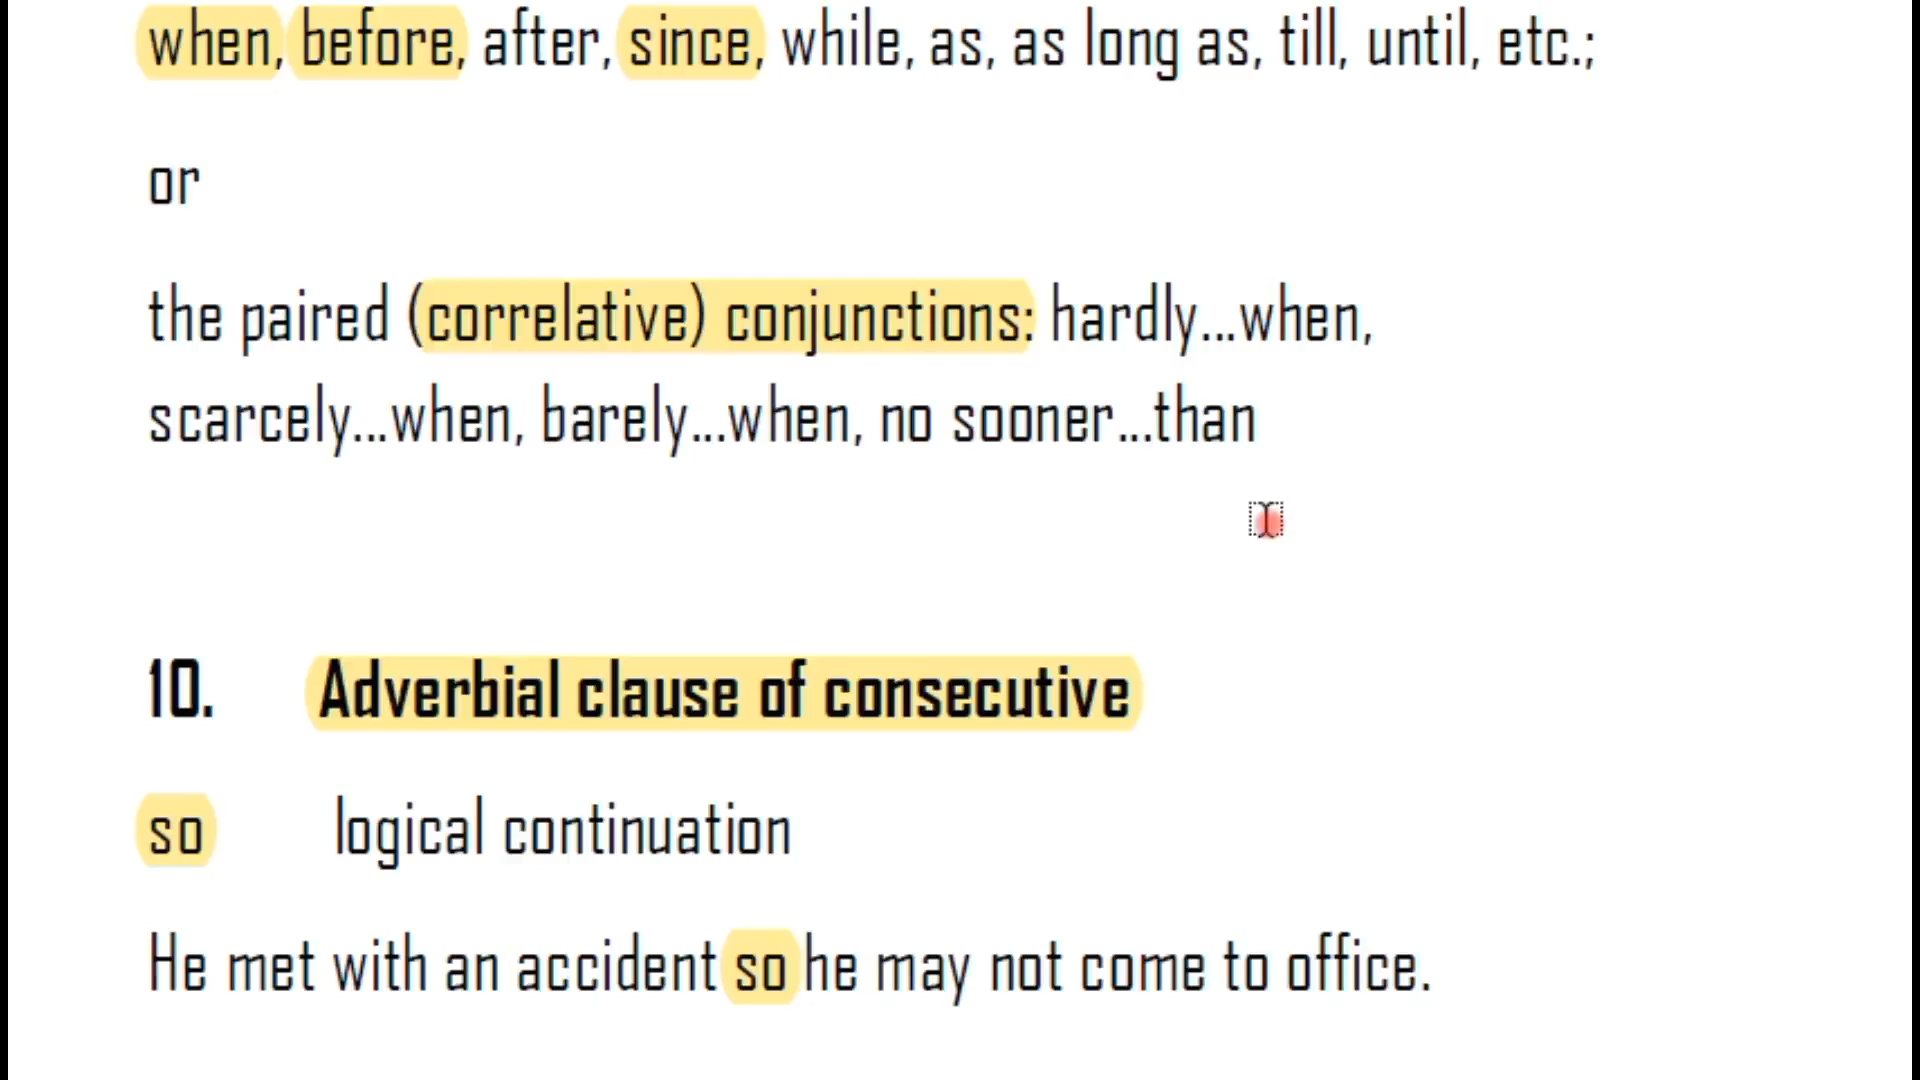 when, before, after, since, while, as, as long as, till, until, etc.;
or
the paired (correlative) conjunctions: hardly...when,
scarcely...when, barely...when, no sooner...than
10. Adverbial clause of consecutive
so logical continuation
He met with an accident so he may not come to office.